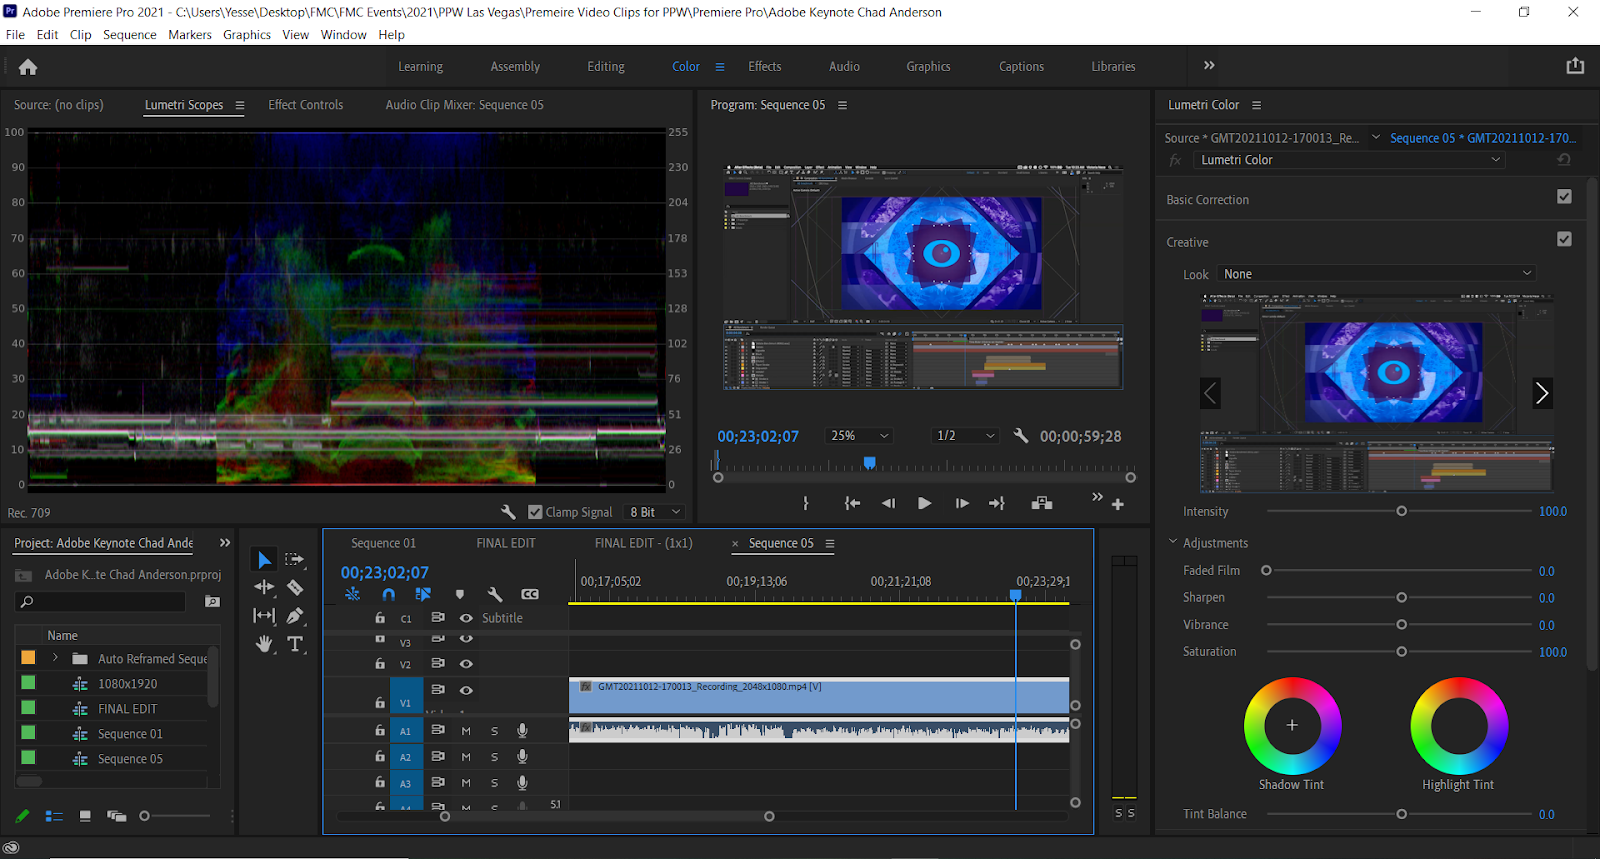 Adobe Premiere Pro 2021 - C:\Users\Yesse\Desktop\FMC\FMC Events\2021\PPW Las Vegas\Premeire Video Clips for PPW\Premiere Pro\Adobe Keynote Chad Anderson
File Edit Clip Sequence Markers Graphics View Window Help
Learning Assembly Editing Color Effects Audio Graphics Captions Libraries
Source: (no clips) Lumetri Scopes Effect Controls Audio Clip Mixer: Sequence 05
100 255
90 230
80 204
70 178
60 153
50 128
40 102
30 76
20 51
10 26
0 0
Rec. 709 Clamp Signal 8 Bit
Program: Sequence 05
00;23;02;07 25% 1/2 00;00;59;28
Lumetri Color
Source * GMT20211012-170013_Re... Sequence 05 * GMT20211012-170...
fx Lumetri Color
Basic Correction
Creative
Look None
Intensity 100.0
Adjustments
Faded Film 0.0
Sharpen 0.0
Vibrance 0.0
Saturation 100.0
Shadow Tint Highlight Tint
Tint Balance 0.0
Project: Adobe Keynote Chad Ande
Adobe K...te Chad Anderson.prproj
Name
Auto Reframed Seque
1080x1920
FINAL EDIT
Sequence 01
Sequence 05
Sequence 01 FINAL EDIT FINAL EDIT - (1x1) × Sequence 05
00;23;02;07
00;17;05;02 00;19;13;06 00;21;21;08 00;23;29;1
C1 Subtitle
V3
V2
V1 fx GMT20211012-170013_Recording_2048x1080.mp4 [V]
A1 M S fx
A2 M S
A3 M S
A4 M S 5.1
S S